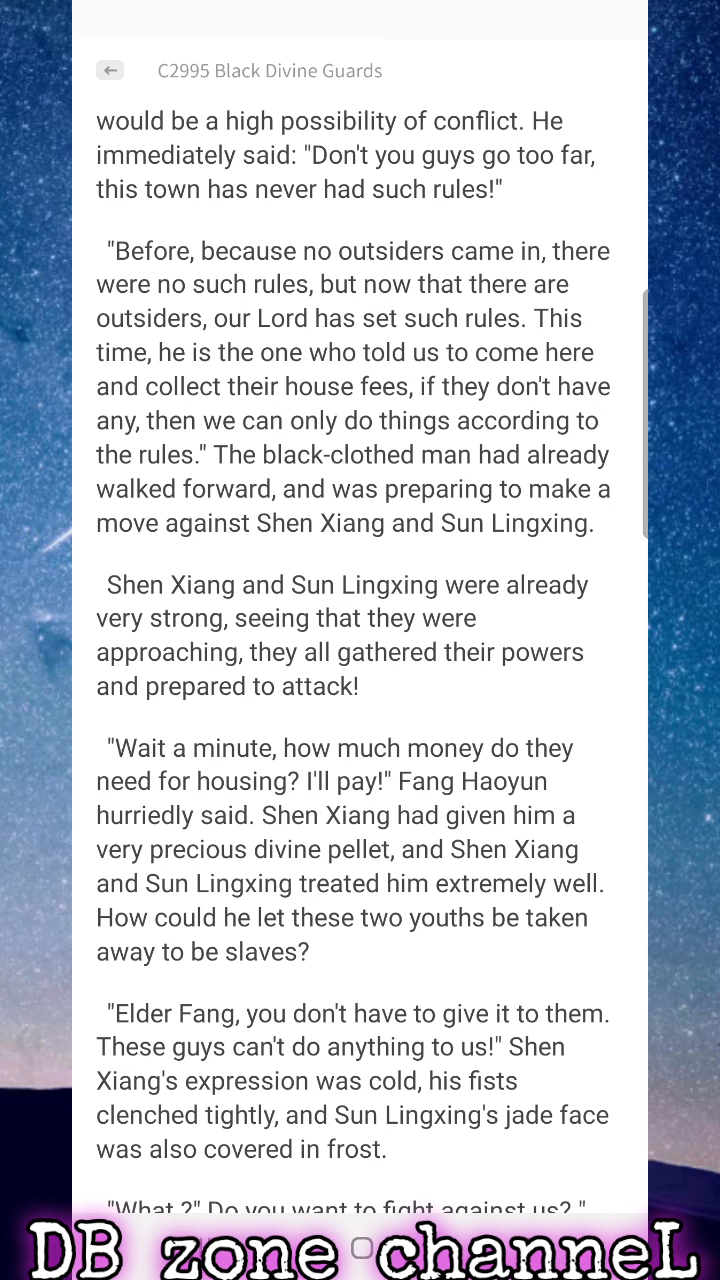 C2995 Black Divine Guards
would be a high possibility of conflict. He
immediately said: "Don't you guys go too far,
this town has never had such rules!"
"Before, because no outsiders came in, there
were no such rules, but now that there are
outsiders, our Lord has set such rules. This
time, he is the one who told us to come here
and collect their house fees, if they don't have
any, then we can only do things according to
the rules." The black-clothed man had already
walked forward, and was preparing to make a
move against Shen Xiang and Sun Lingxing.
Shen Xiang and Sun Lingxing were already
very strong, seeing that they were
approaching, they all gathered their powers
and prepared to attack!
"Wait a minute, how much money do they
need for housing? I'll pay!" Fang Haoyun
hurriedly said. Shen Xiang had given him a
very precious divine pellet, and Shen Xiang
and Sun Lingxing treated him extremely well.
How could he let these two youths be taken
away to be slaves?
"Elder Fang, you don't have to give it to them.
These guys can't do anything to us!" Shen
Xiang's expression was cold, his fists
clenched tightly, and Sun Lingxing's jade face
was also covered in frost.
"What ?" Do you want to fight against us? "
DB zone channeL